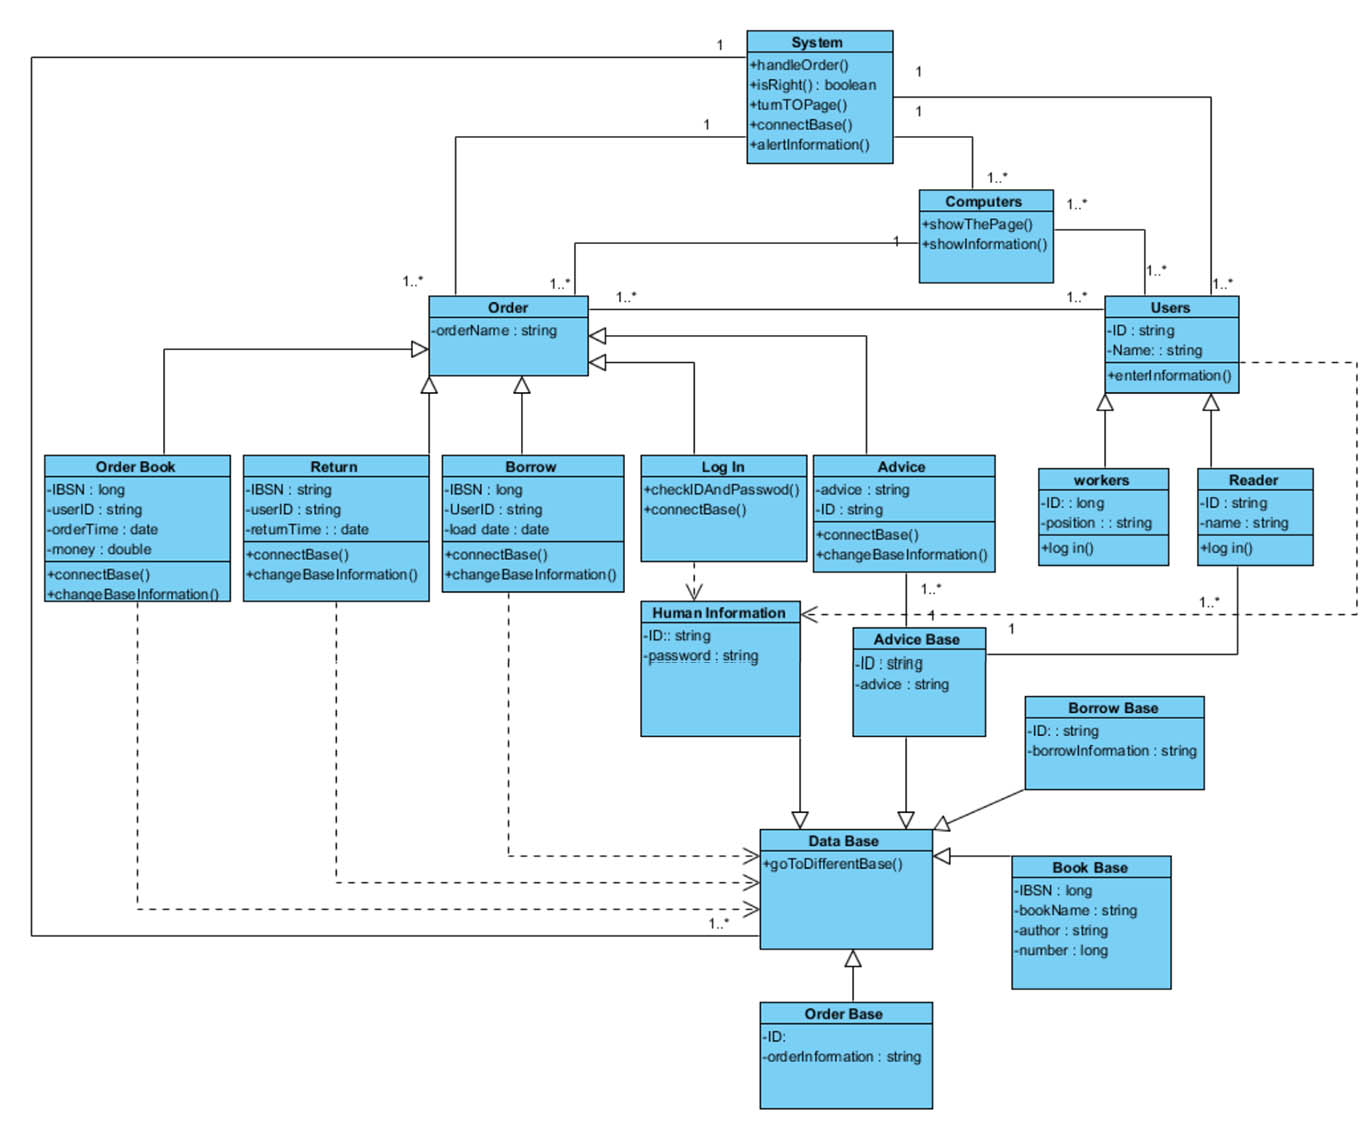 1
System
+handleOrder()
+isRight() : boolean
+turnTOPage()
+connectBase()
+alertInformation()
1
1
1
1..*
Computers
+showThePage()
+showInformation()
1..*
1
1..*
1..*
1..*
1..*
1..*
1..*
Order
-orderName : string
Users
-ID : string
-Name: : string
+enterInformation()
Order Book
-IBSN : long
-userID : string
-orderTime : date
-money : double
+connectBase()
+changeBaseInformation()
Return
-IBSN : string
-userID : string
-returnTime : : date
+connectBase()
+changeBaseInformation()
Borrow
-IBSN : long
-UserID : string
-load date : date
+connectBase()
+changeBaseInformation()
Log In
+checkIDAndPasswod()
+connectBase()
Advice
-advice : string
-ID : string
+connectBase()
+changeBaseInformation()
workers
-ID: : long
-position : : string
+log in()
Reader
-ID : string
-name : string
+log in()
1..*
1
1..*
1
Human Information
-ID:: string
-password : string
Advice Base
-ID : string
-advice : string
Borrow Base
-ID: : string
-borrowInformation : string
Data Base
+goToDifferentBase()
1..*
Book Base
-IBSN : long
-bookName : string
-author : string
-number : long
Order Base
-ID:
-orderInformation : string